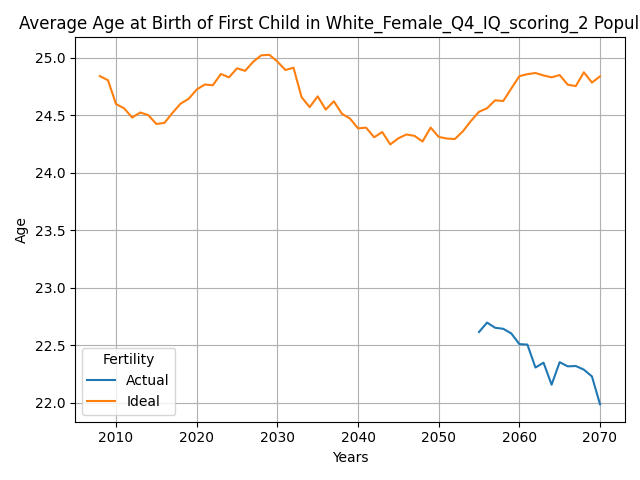 Average Age at Birth of First Child in White_Female_Q4_IQ_scoring_2 Popul
25.0
24.5
24.0
23.5
23.0
22.5
22.0
Age
Fertility
Actual
Ideal
2010 2020 2030 2040 2050 2060 2070
Years